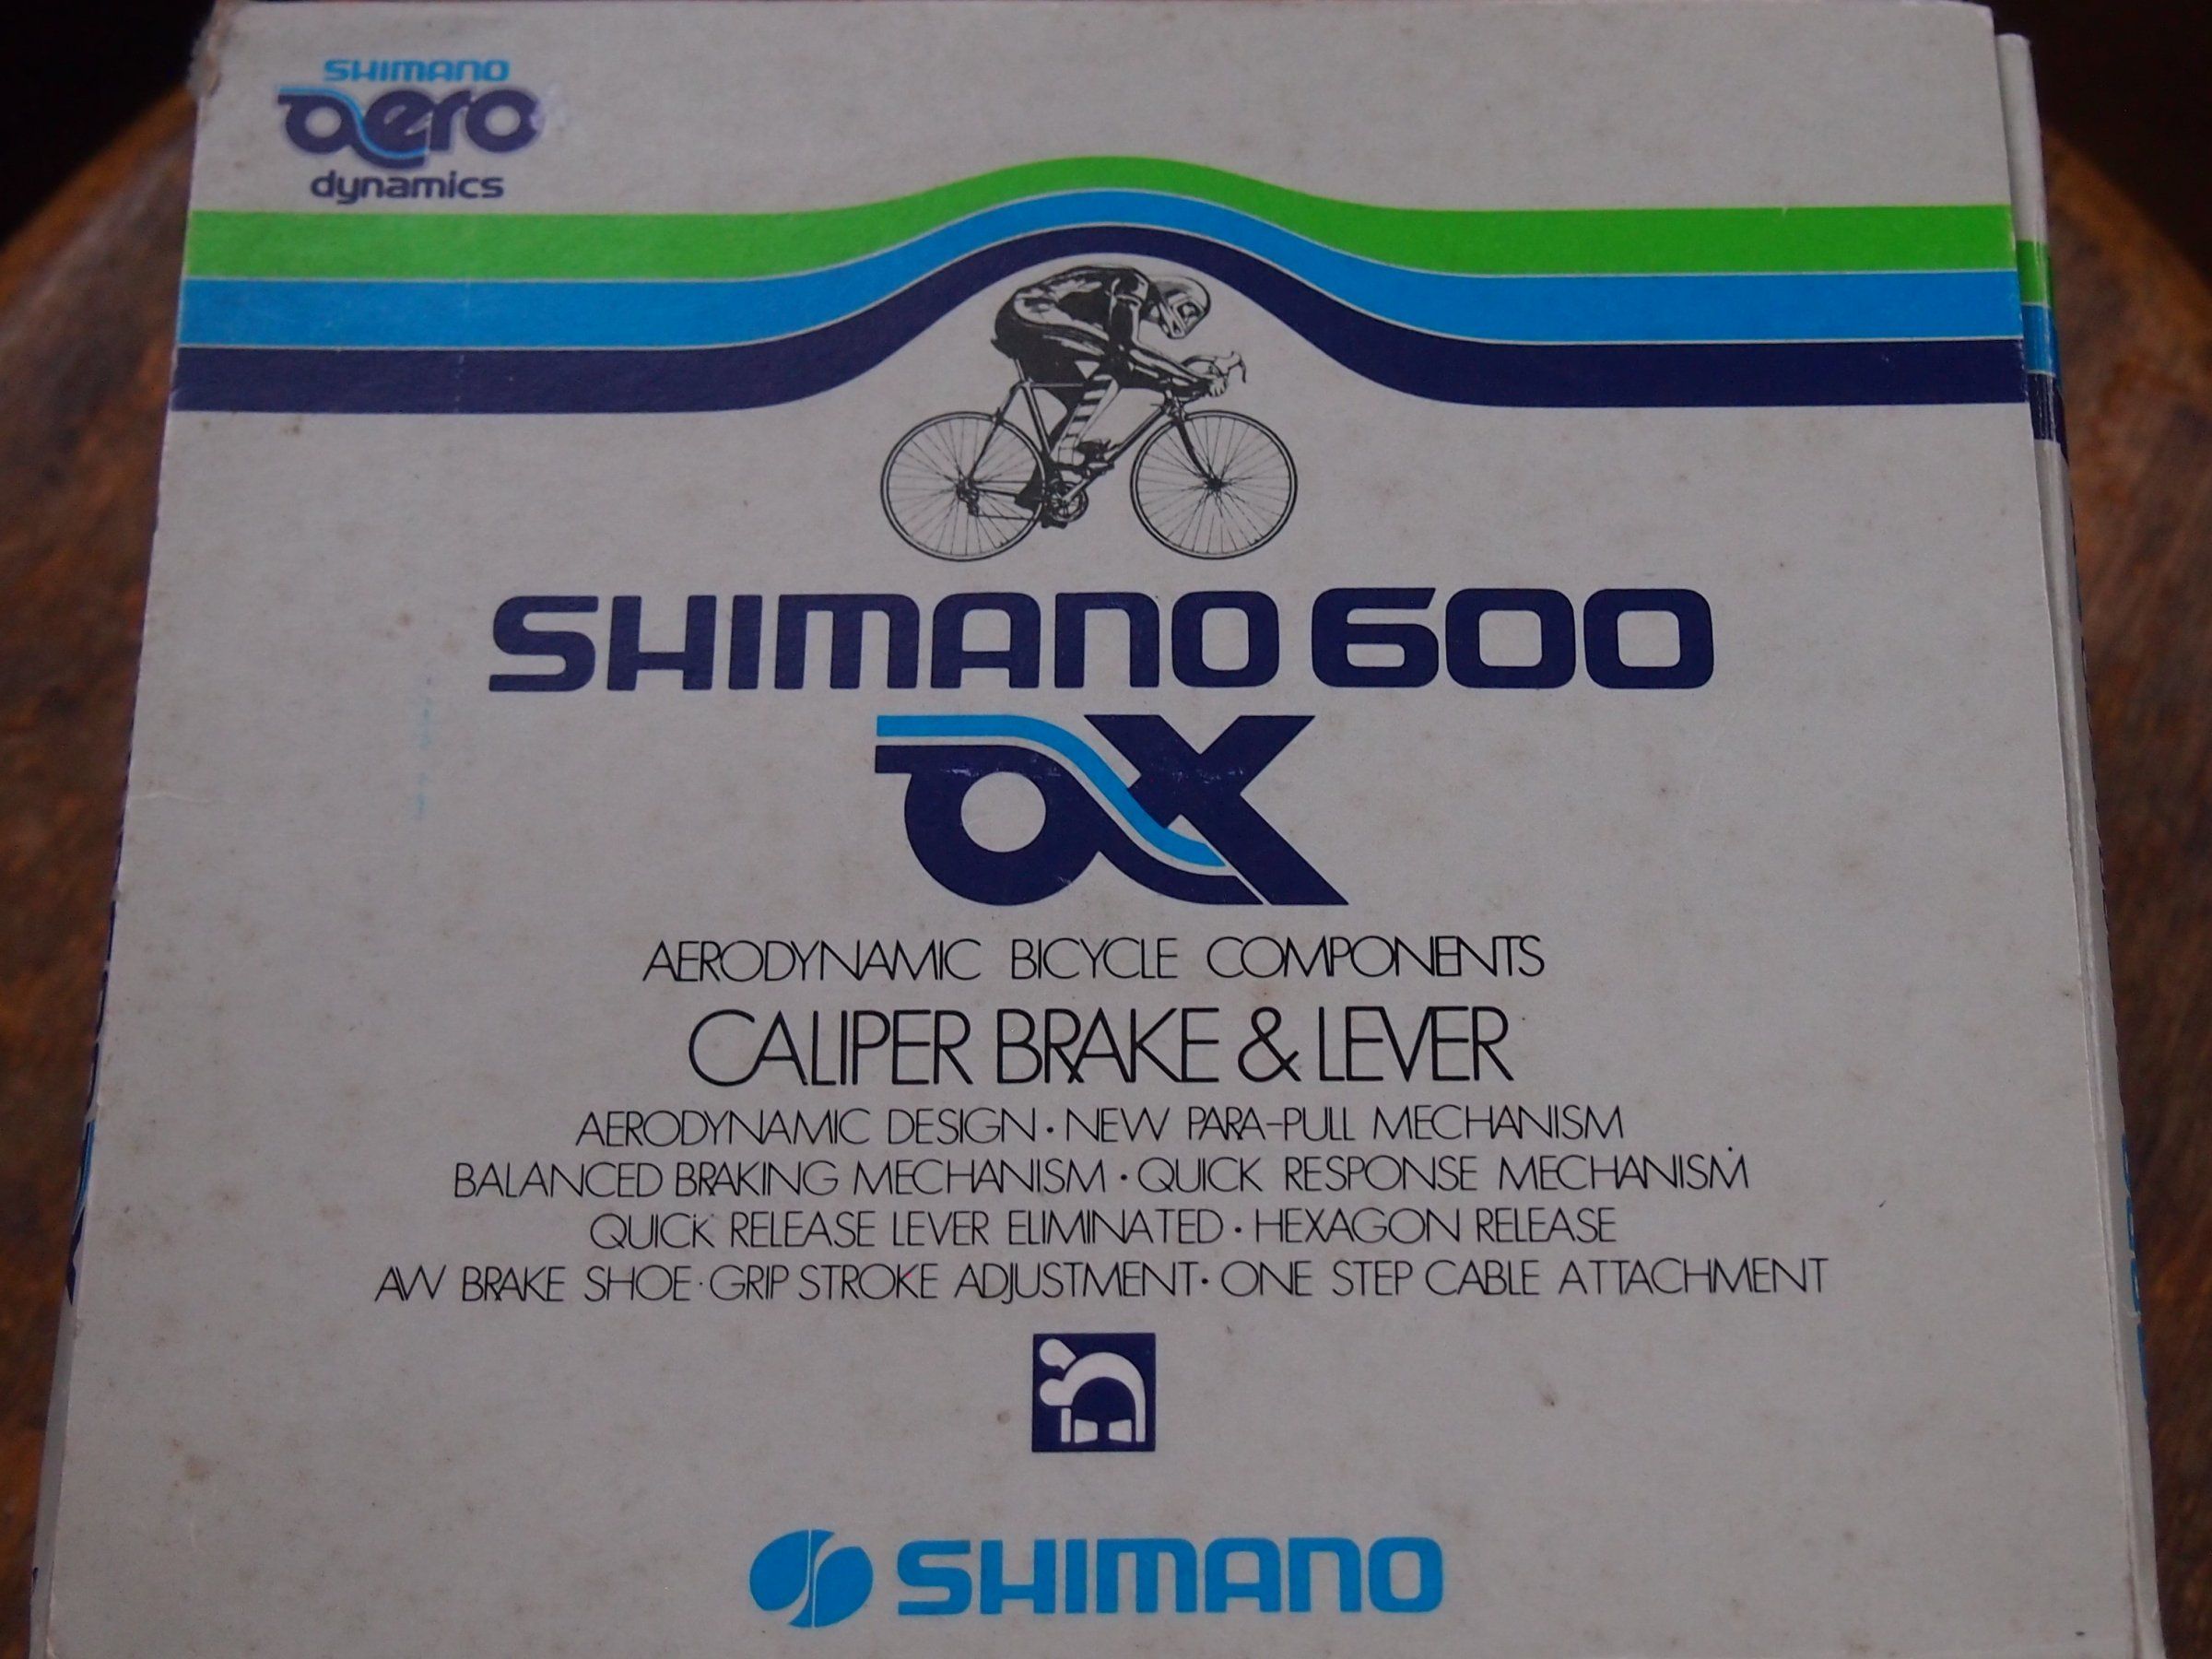 SHIMANO
aero
dynamics
SHIMANO 600
AX
AERODYNAMIC BICYCLE COMPONENTS
CALIPER BRAKE & LEVER
AERODYNAMIC DESIGN · NEW PARA-PULL MECHANISM
BALANCED BRAKING MECHANISM · QUICK RESPONSE MECHANISM
QUICK RELEASE LEVER ELIMINATED · HEXAGON RELEASE
AW BRAKE SHOE · GRIP STROKE ADJUSTMENT · ONE STEP CABLE ATTACHMENT
SHIMANO